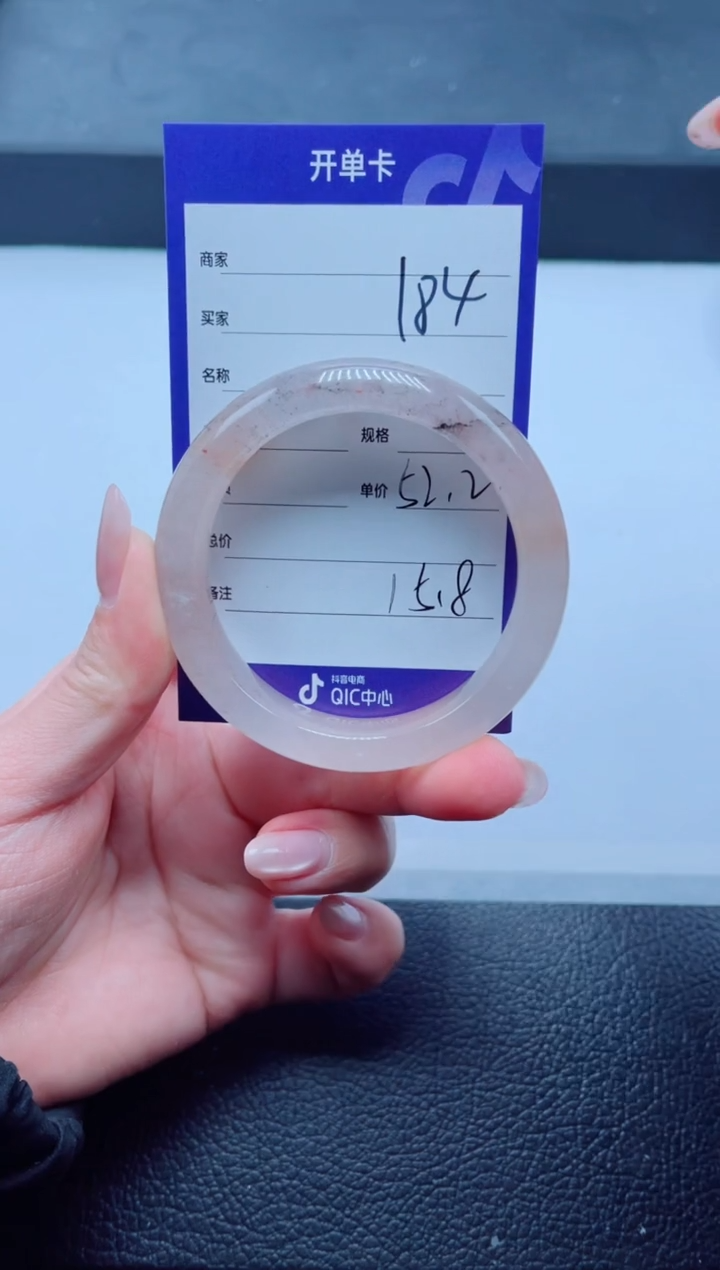 开单卡
商家
184
买家
名称
规格
单价 52.2
总价
备注 15.8
抖音电商
QIC中心